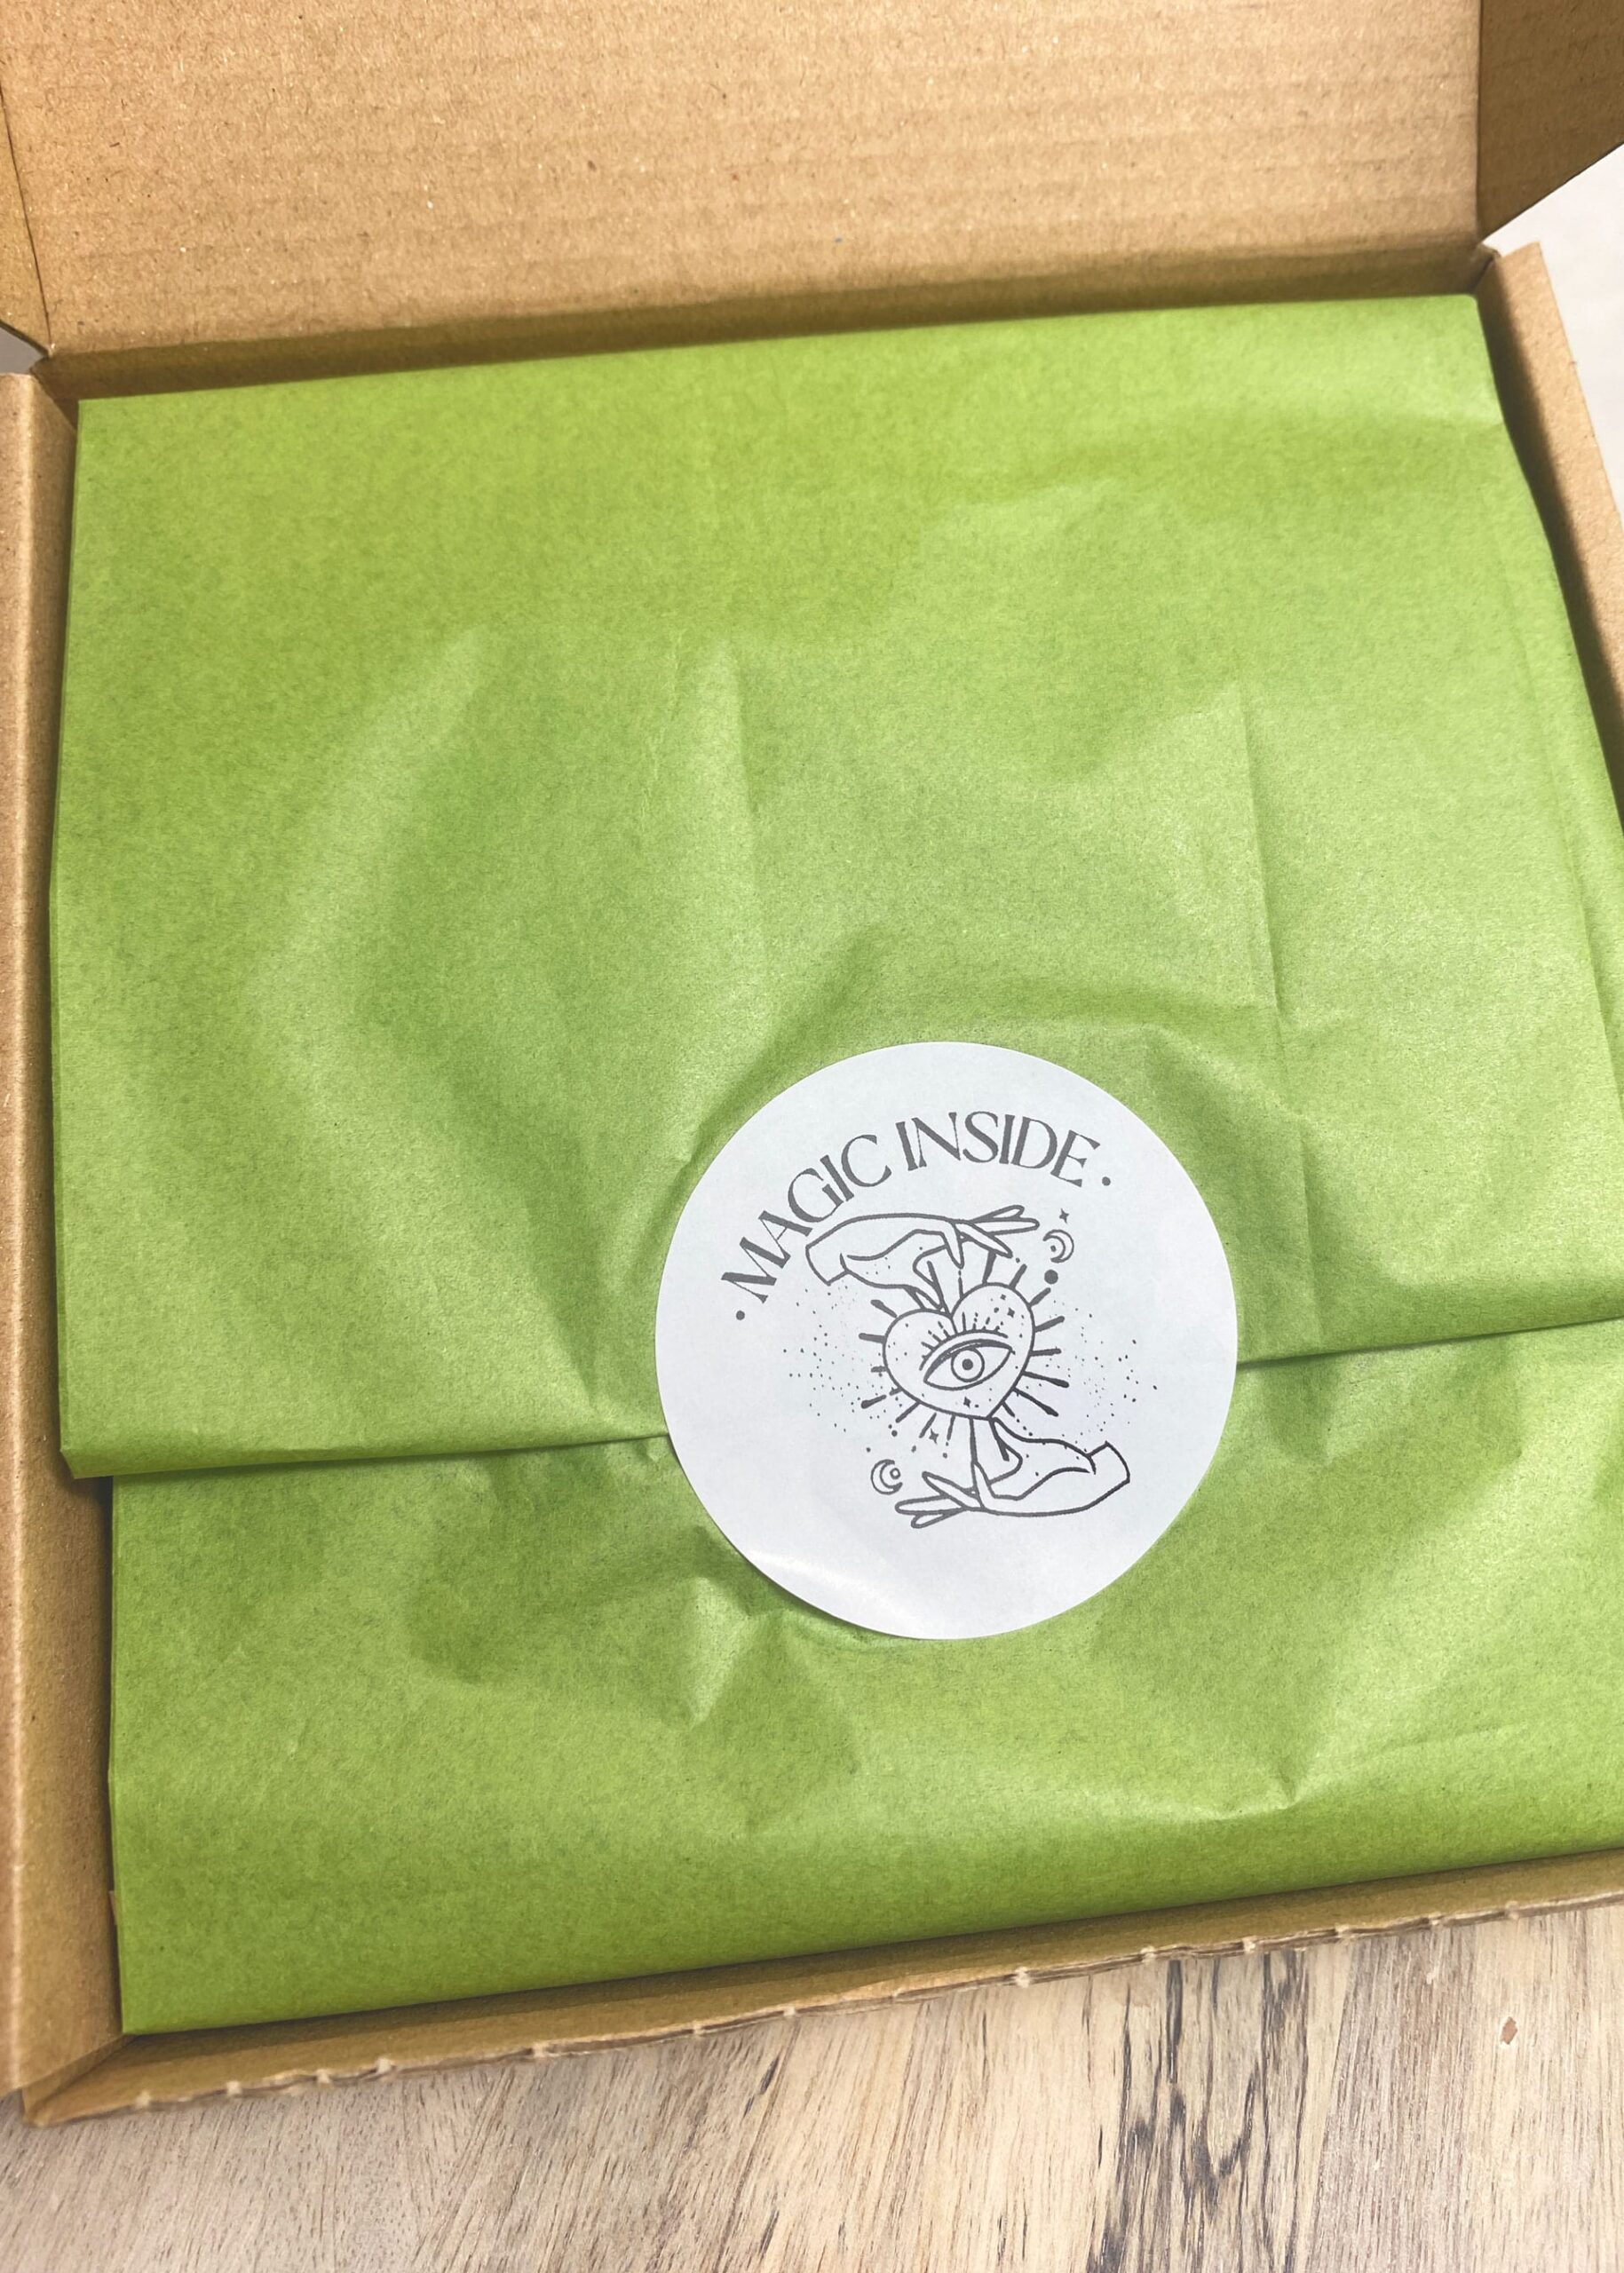 · MAGIC INSIDE ·